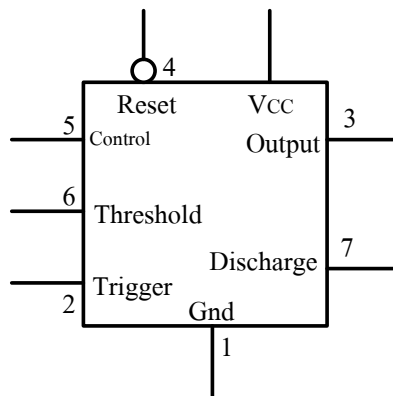 4
Reset
VCC
5
Control
3
Output
6
Threshold
7
Discharge
2
Trigger
Gnd
1